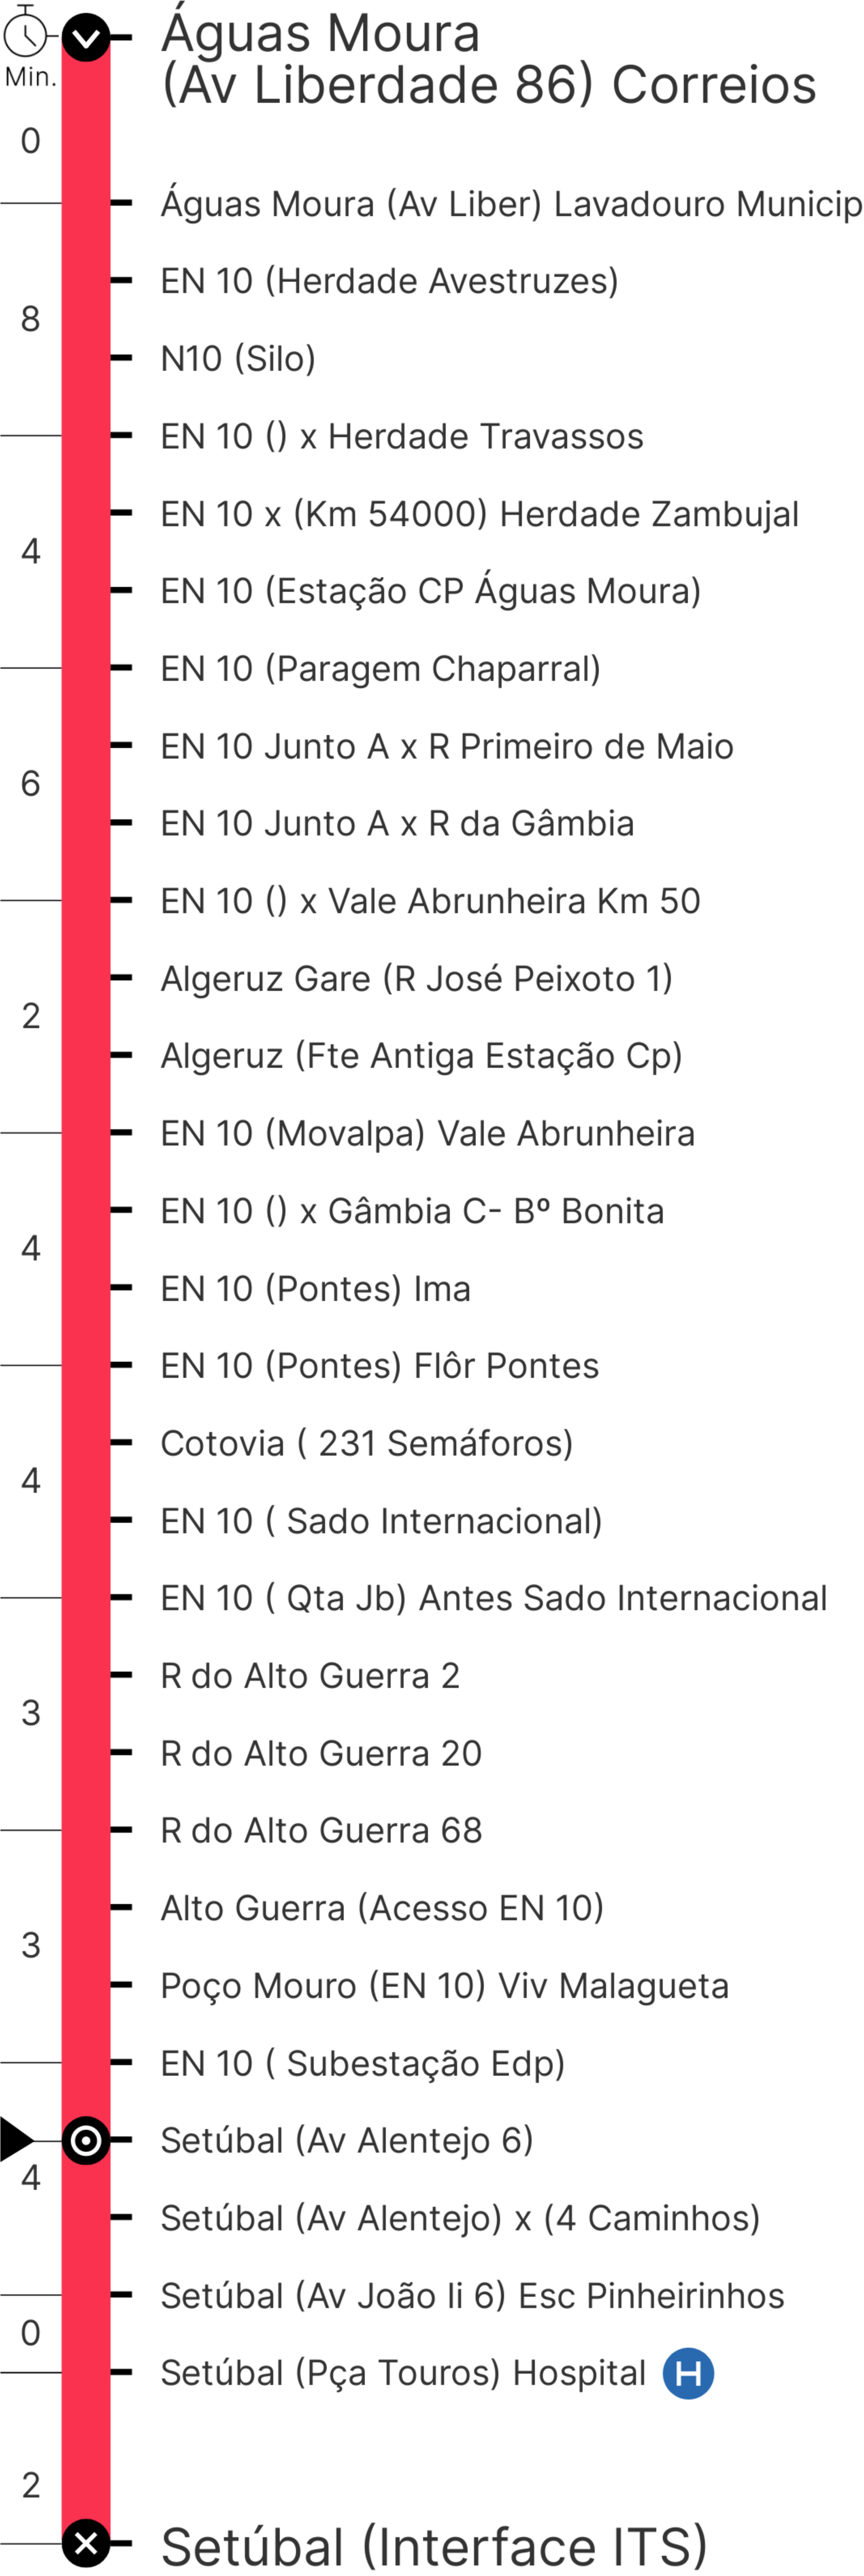 Águas Moura
(Av Liberdade 86) Correios
Min.
0
Águas Moura (Av Liber) Lavadouro Municip
EN 10 (Herdade Avestruzes)
8
N10 (Silo)
EN 10 () x Herdade Travassos
EN 10 x (Km 54000) Herdade Zambujal
4
EN 10 (Estação CP Águas Moura)
EN 10 (Paragem Chaparral)
EN 10 Junto A x R Primeiro de Maio
6
EN 10 Junto A x R da Gâmbia
EN 10 () x Vale Abrunheira Km 50
Algeruz Gare (R José Peixoto 1)
2
Algeruz (Fte Antiga Estação Cp)
EN 10 (Movalpa) Vale Abrunheira
EN 10 () x Gâmbia C- Bº Bonita
4
EN 10 (Pontes) Ima
EN 10 (Pontes) Flôr Pontes
Cotovia ( 231 Semáforos)
4
EN 10 ( Sado Internacional)
EN 10 ( Qta Jb) Antes Sado Internacional
R do Alto Guerra 2
3
R do Alto Guerra 20
R do Alto Guerra 68
Alto Guerra (Acesso EN 10)
3
Poço Mouro (EN 10) Viv Malagueta
EN 10 ( Subestação Edp)
Setúbal (Av Alentejo 6)
4
Setúbal (Av Alentejo) x (4 Caminhos)
Setúbal (Av João Ii 6) Esc Pinheirinhos
0
Setúbal (Pça Touros) Hospital H
2
Setúbal (Interface ITS)